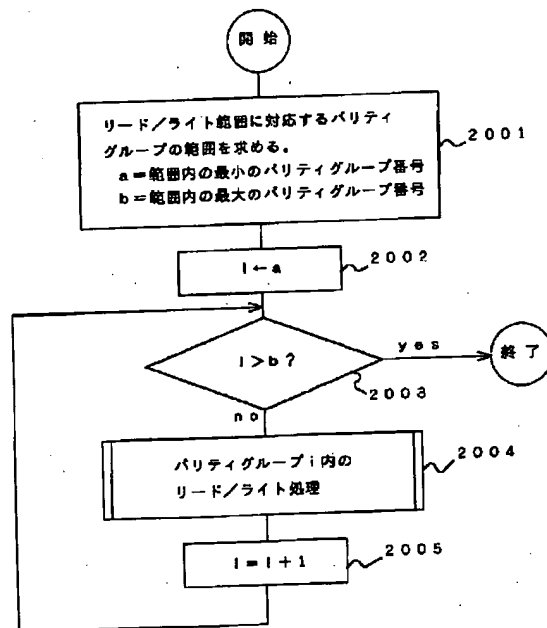 開始
リード／ライト範囲に対応するパリティ
グループの範囲を求める。
a＝範囲内の最小のパリティグループ番号
b＝範囲内の最大のパリティグループ番号
2001
i←a
2002
i＞b？
yes
終了
2003
no
パリティグループi内の
リード／ライト処理
2004
i＝i＋1
2005